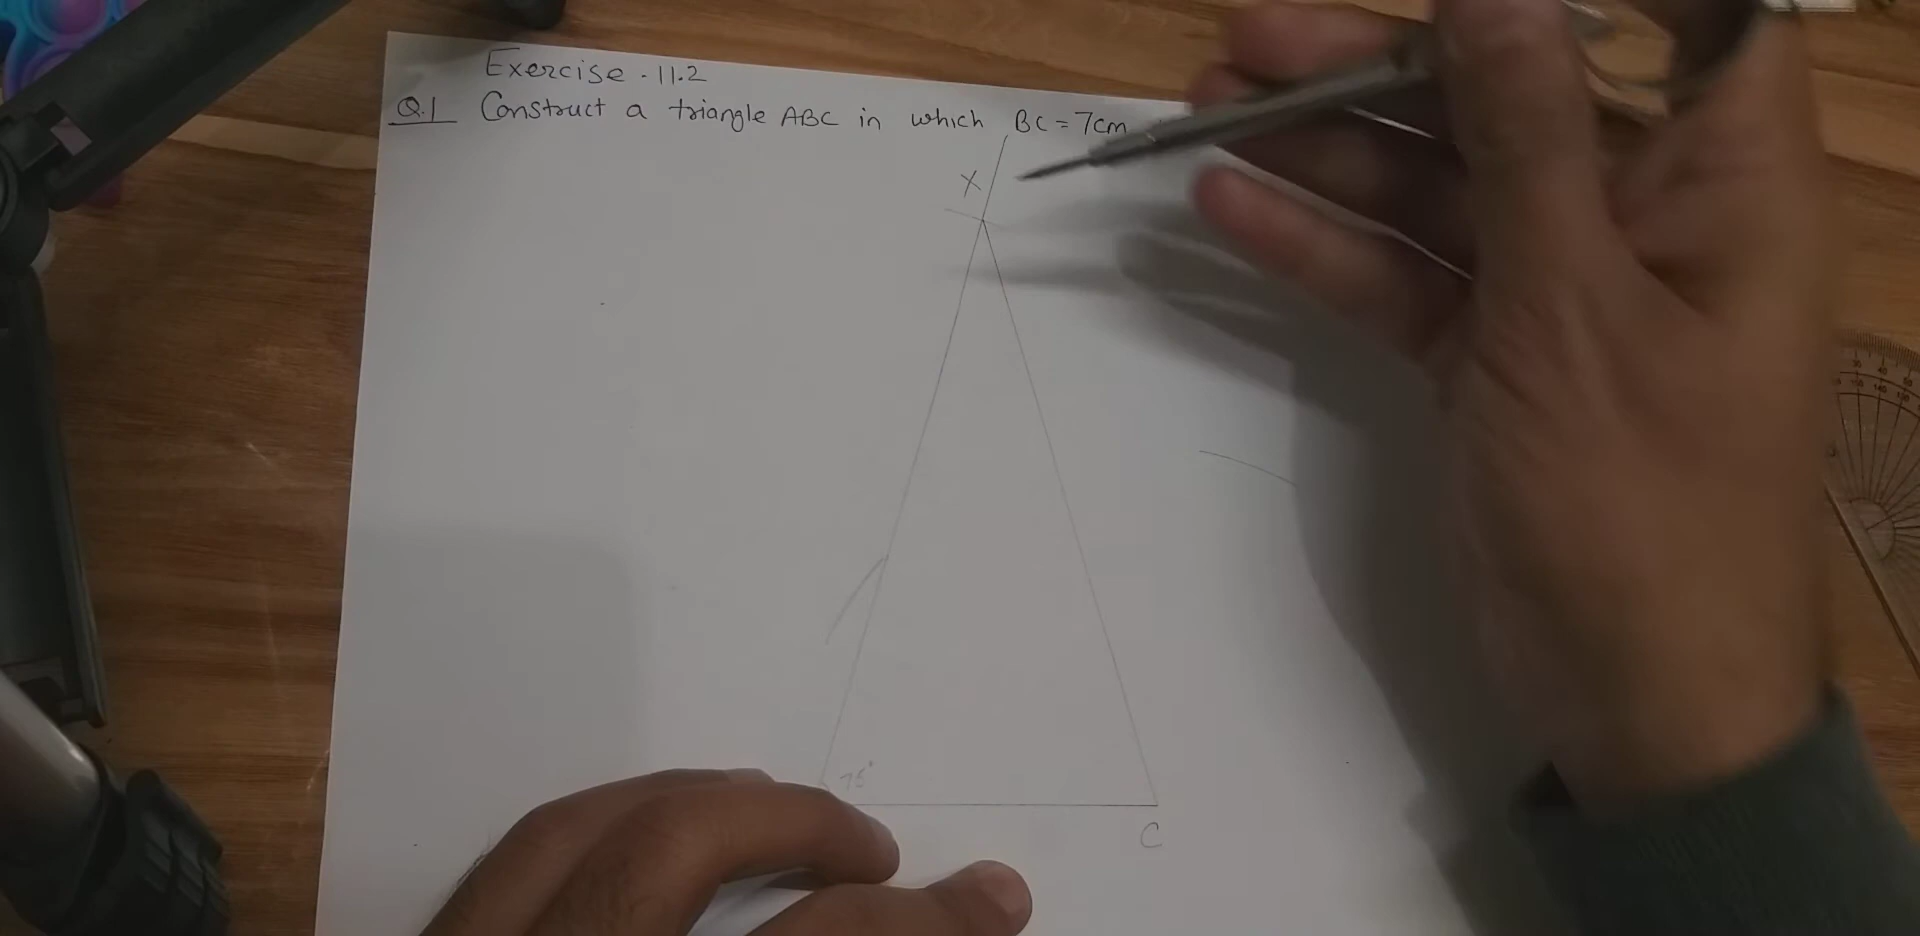 Exercise - 11.2
Q.1 Construct a triangle ABC in which BC = 7cm
X
75°
C